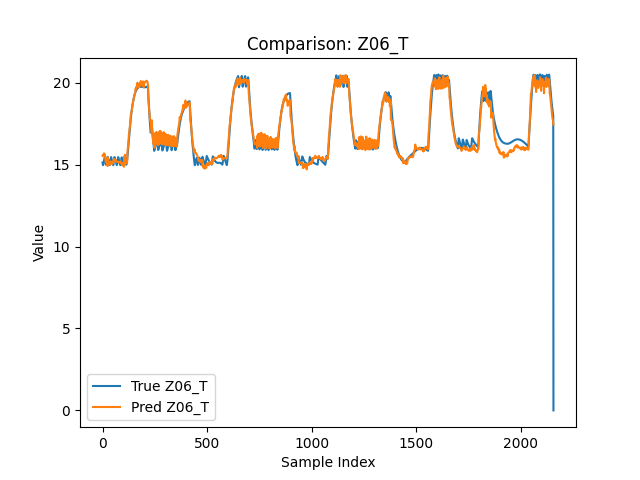 Comparison: Z06_T
20
15
10
5
0
Value
True Z06_T
Pred Z06_T
0 500 1000 1500 2000
Sample Index